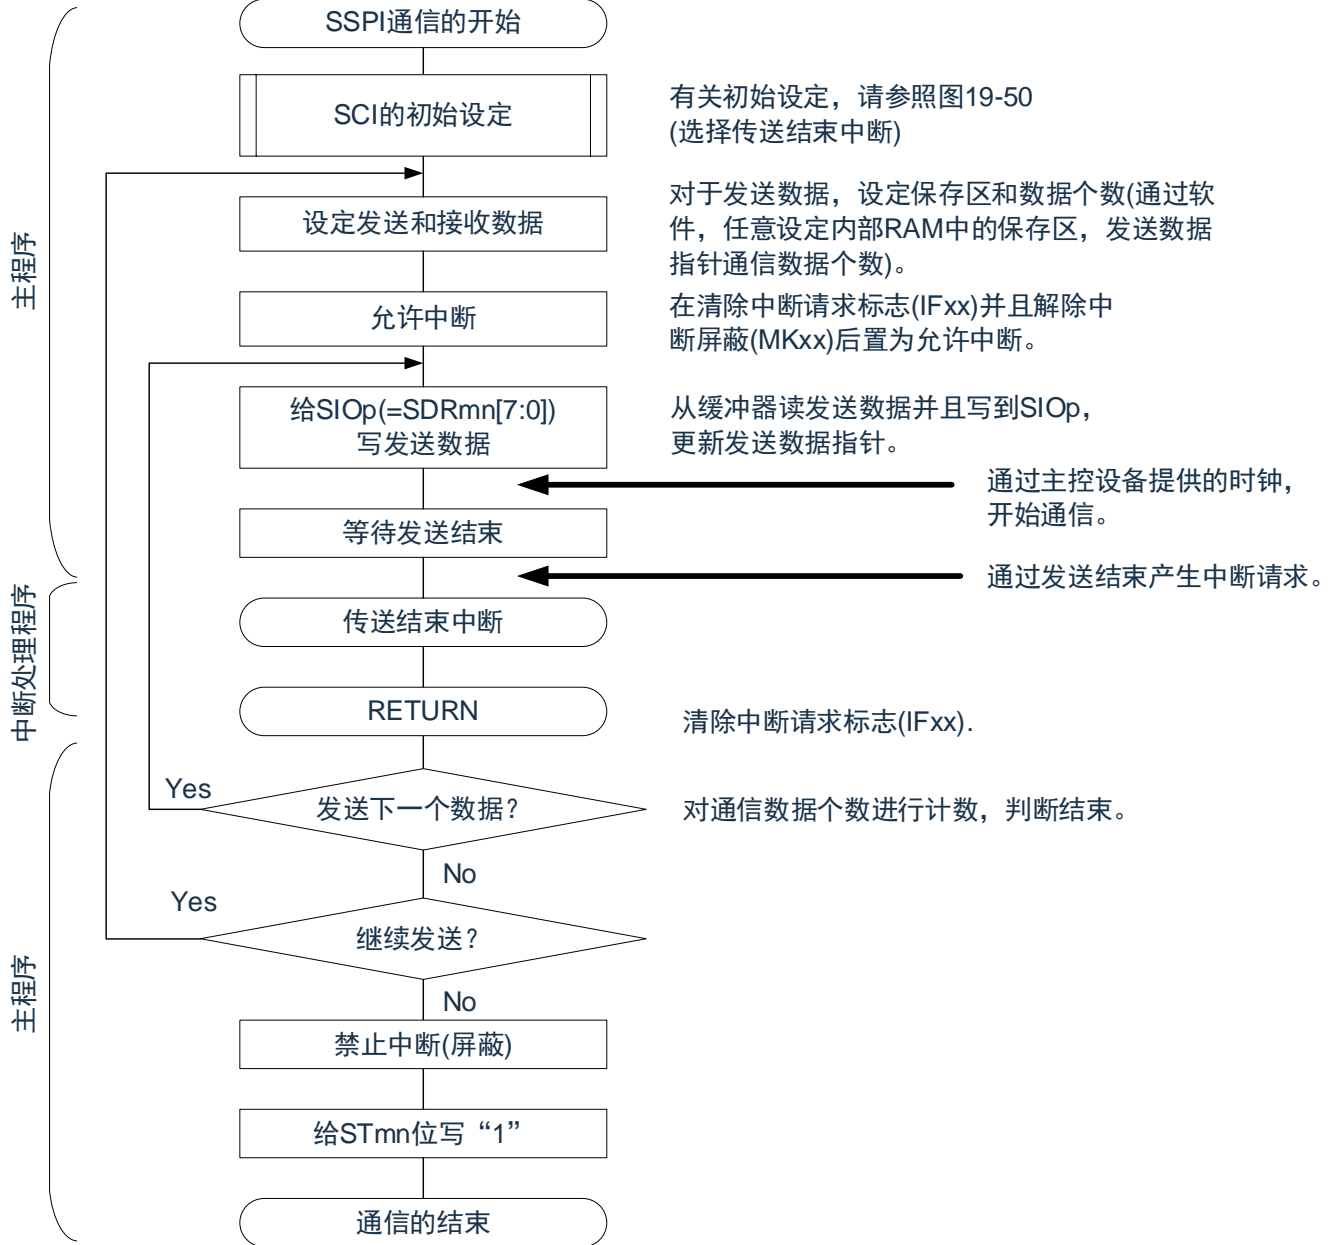 SSPI通信的开始
SCI的初始设定
有关初始设定，请参照图19-50
(选择传送结束中断)
主程序
设定发送和接收数据
对于发送数据，设定保存区和数据个数(通过软
件，任意设定内部RAM中的保存区，发送数据
指针通信数据个数)。
允许中断
在清除中断请求标志(IFxx)并且解除中
断屏蔽(MKxx)后置为允许中断。
给SIOp(=SDRmn[7:0])
写发送数据
从缓冲器读发送数据并且写到SIOp，
更新发送数据指针。
通过主控设备提供的时钟，
开始通信。
等待发送结束
通过发送结束产生中断请求。
中断处理程序
传送结束中断
RETURN
清除中断请求标志(IFxx).
Yes
发送下一个数据？
对通信数据个数进行计数，判断结束。
No
Yes
继续发送？
主程序
No
禁止中断(屏蔽)
给STmn位写“1”
通信的结束